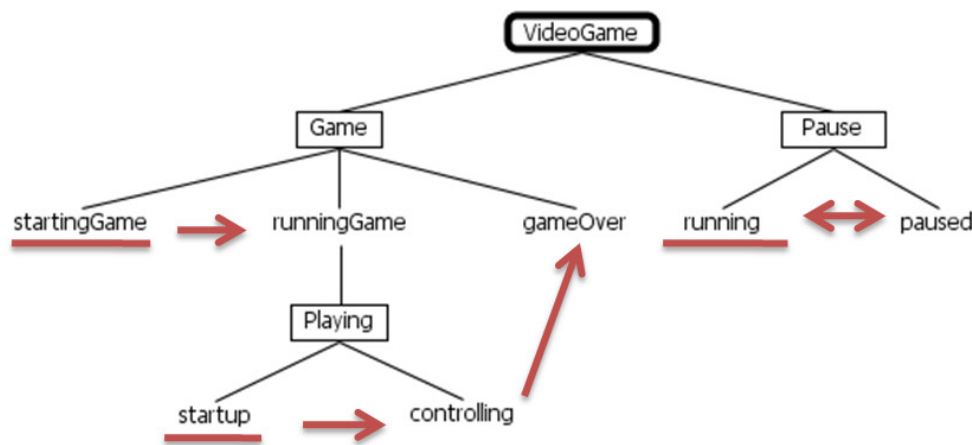 VideoGame
Game
Pause
startingGame
runningGame
gameOver
running
paused
Playing
startup
controlling